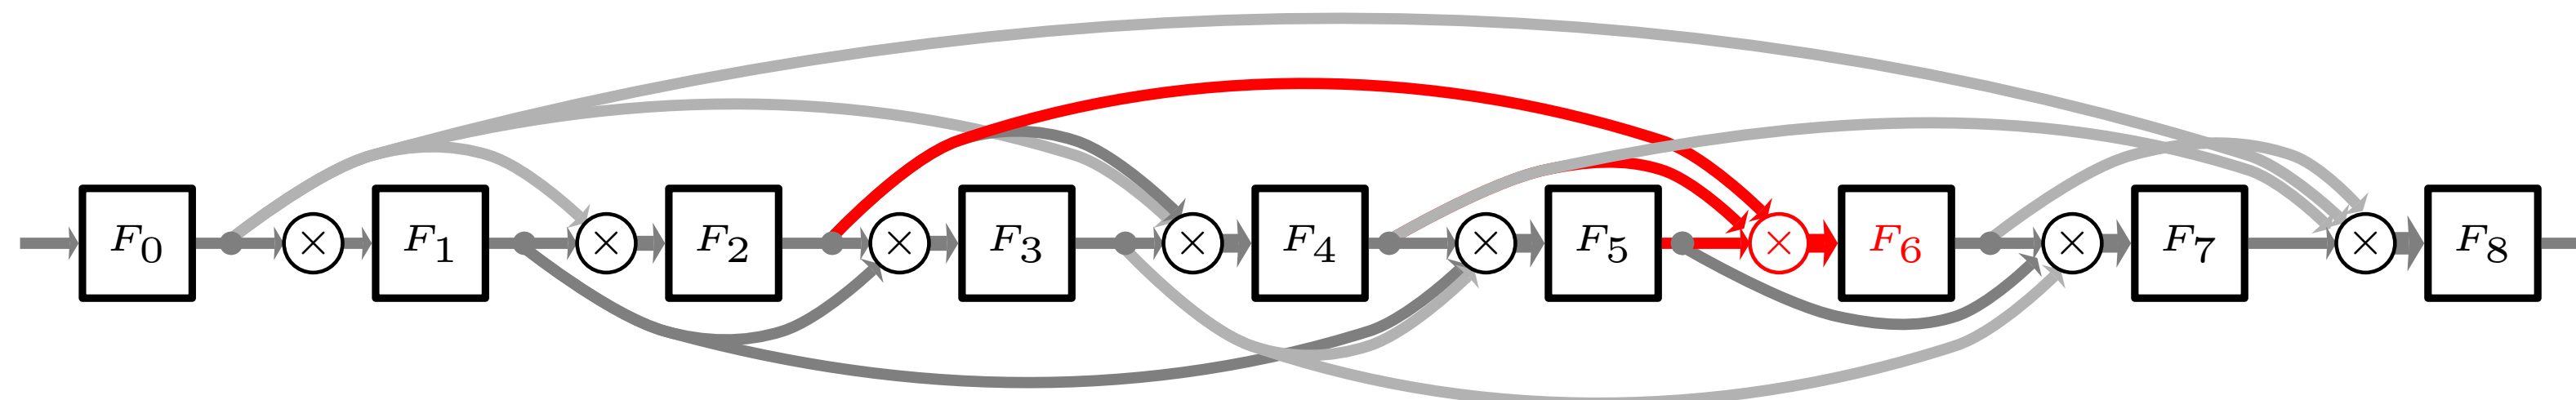 F₀ ⊗ F₁ ⊗ F₂ ⊗ F₃ ⊗ F₄ ⊗ F₅ ⊗ F₆ ⊗ F₇ ⊗ F₈